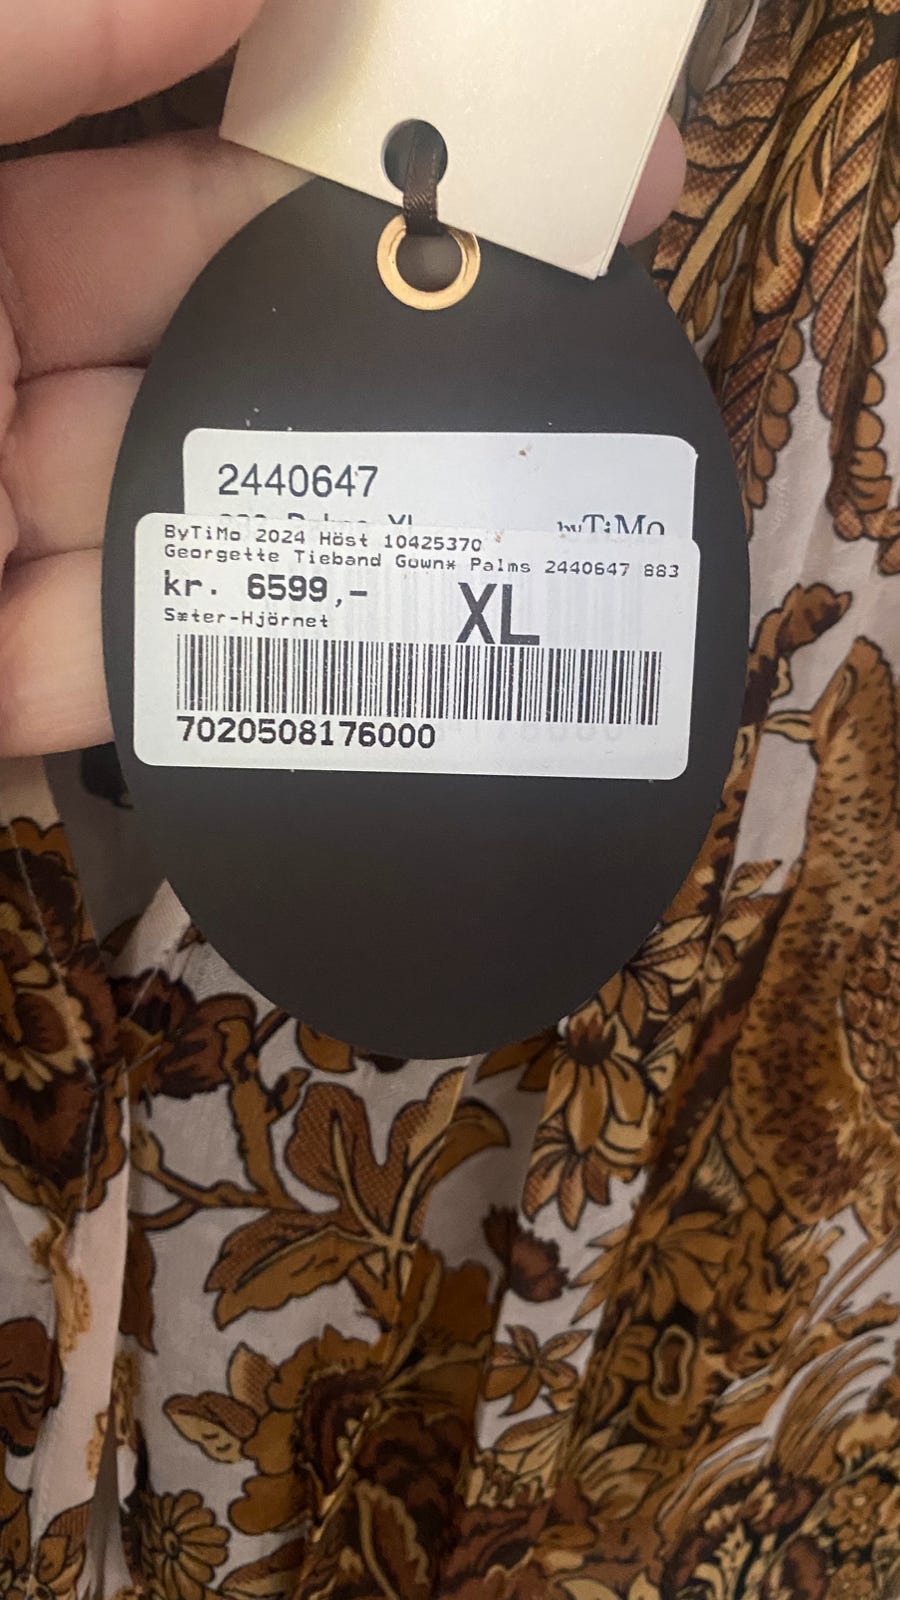 2440647
byTiMo
ByTiMo 2024 Höst 10425370
Georgette Tieband Gown* Palms 2440647 883
kr. 6599,-
XL
Sæter-Hjörnet
7020508176000